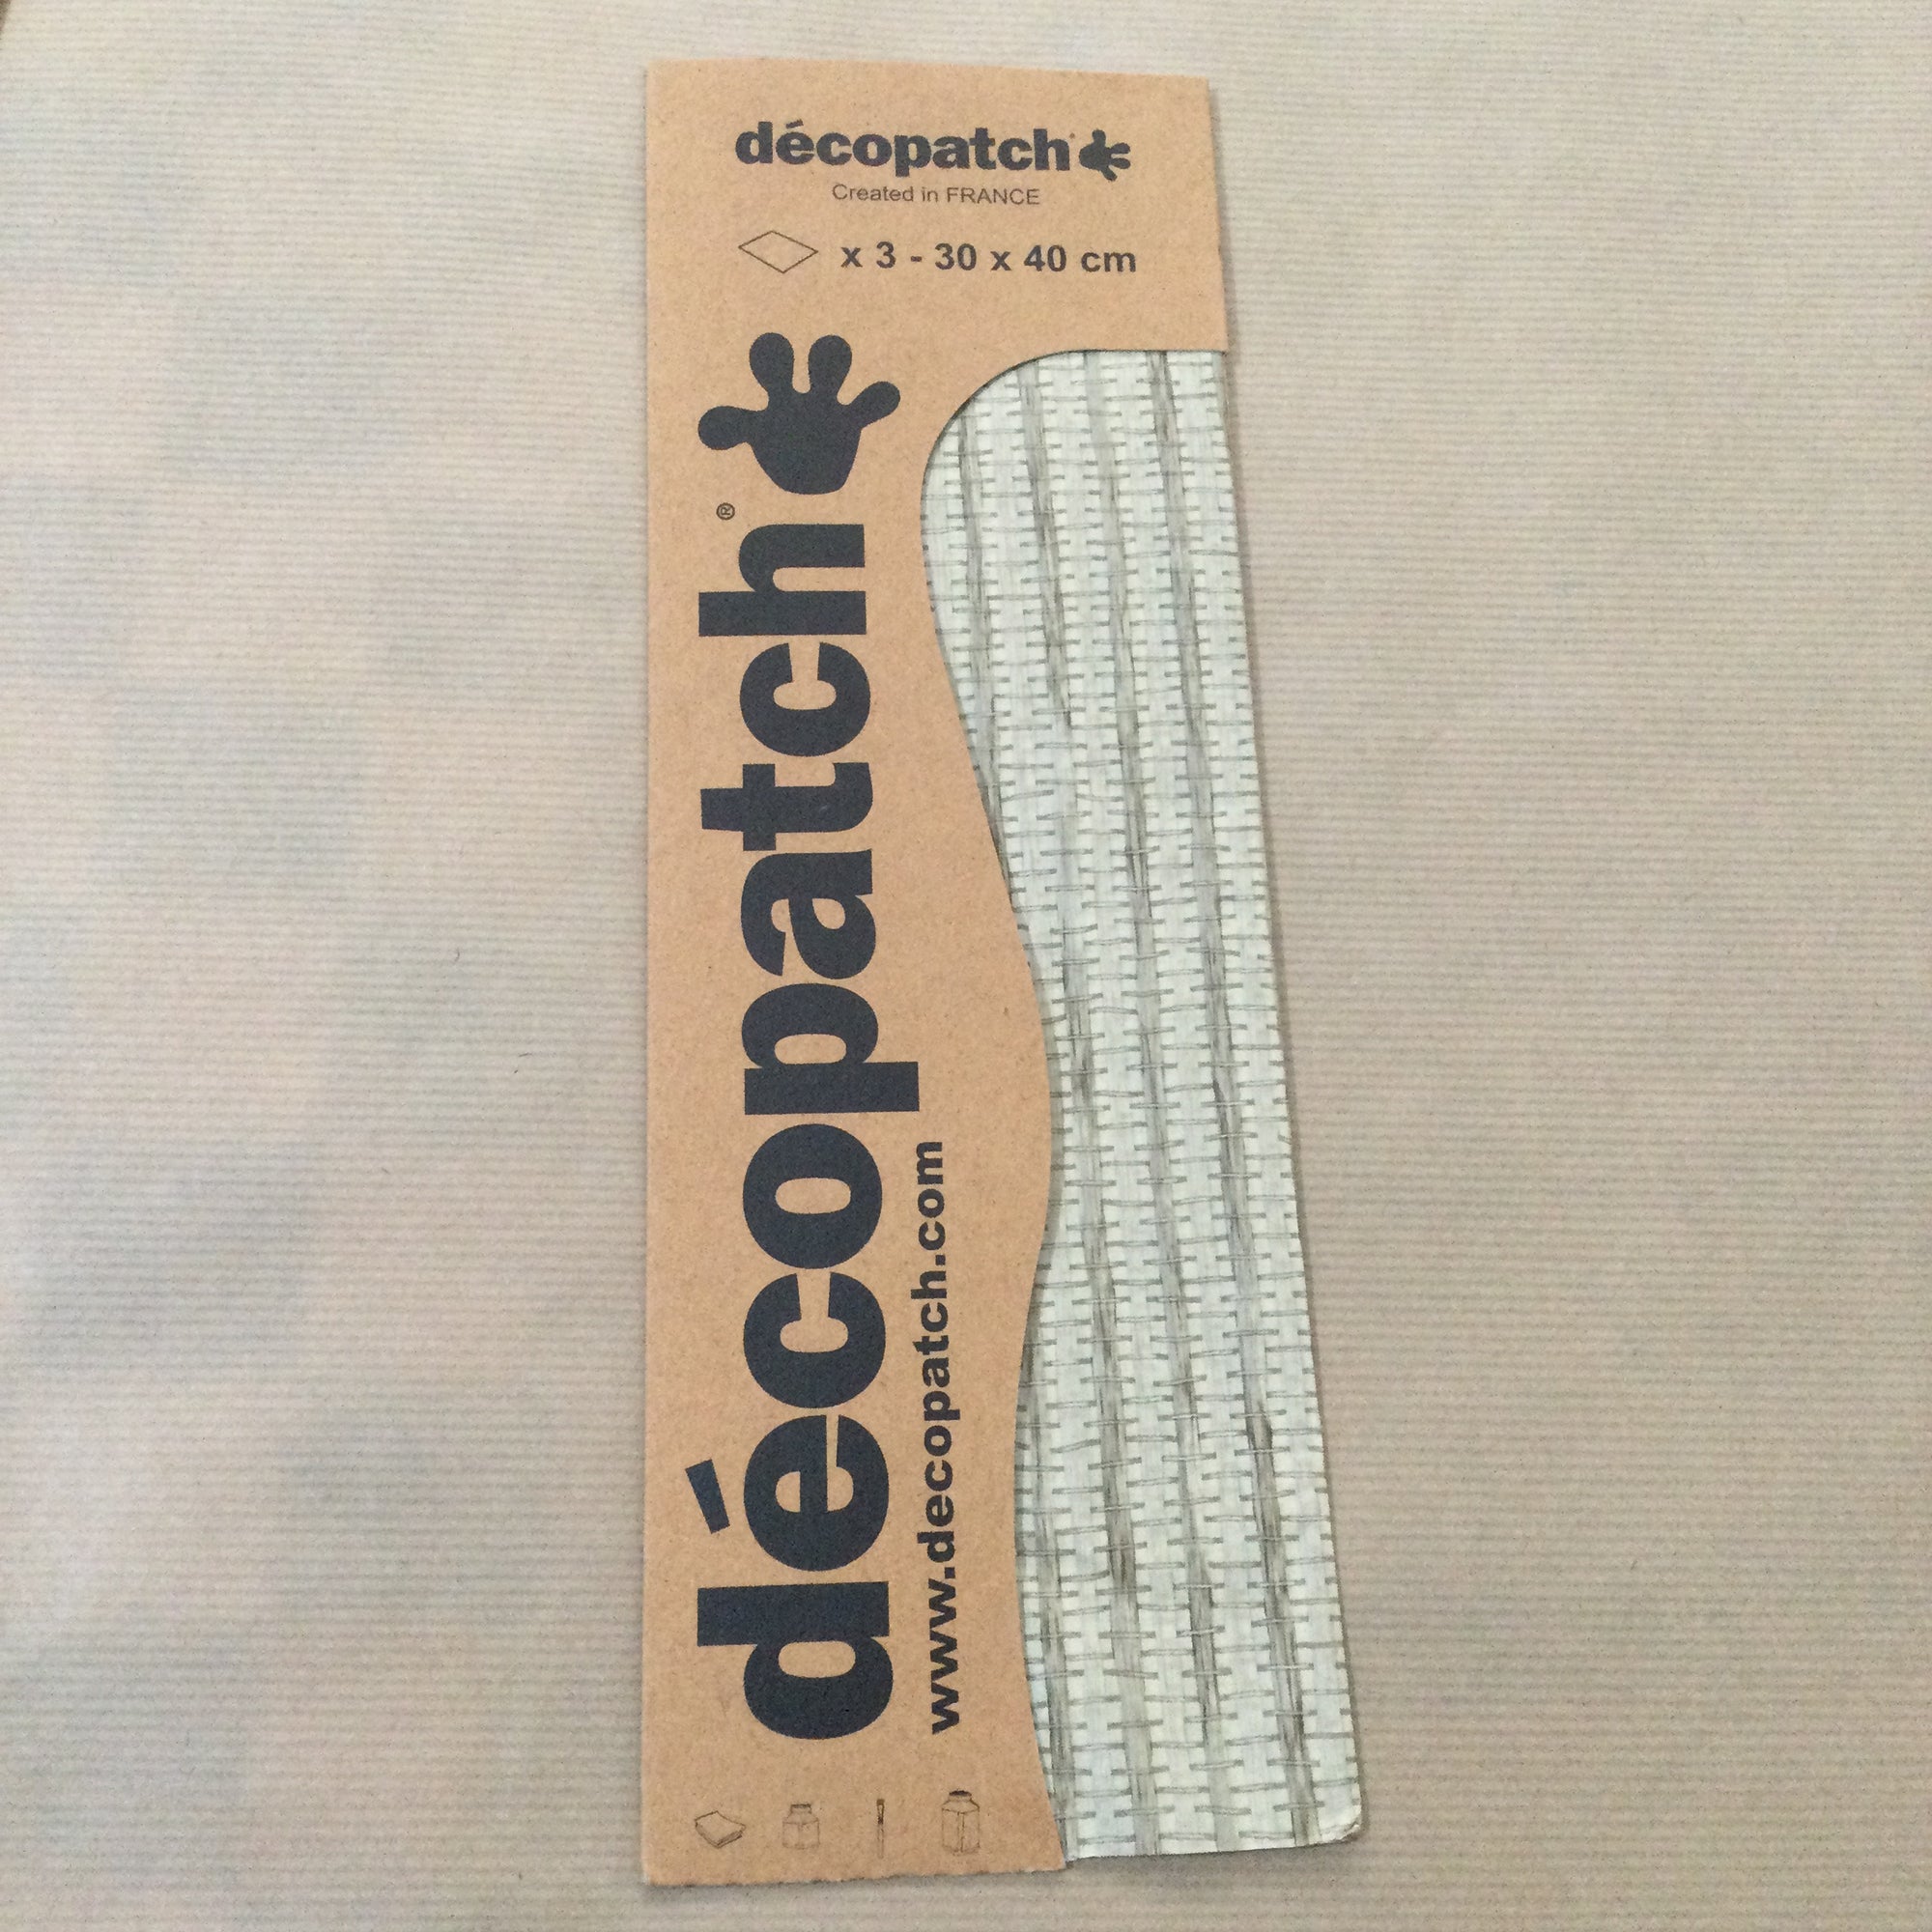 décopatch
Created in FRANCE
x 3 - 30 x 40 cm
décopatch®
www.decopatch.com